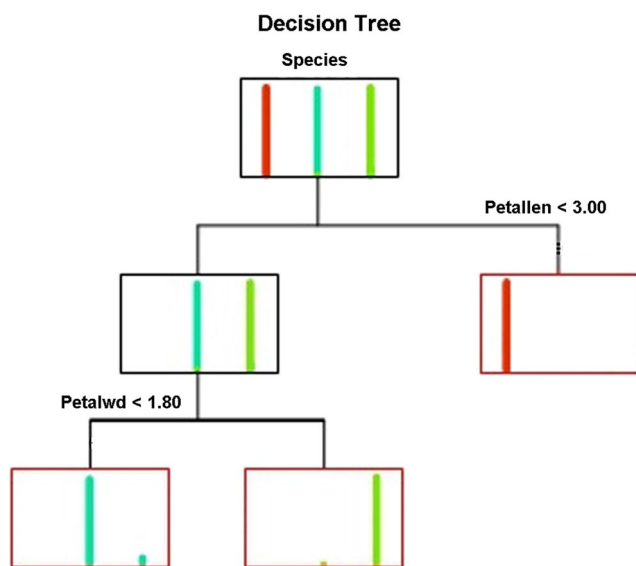 Decision Tree
Species
Petallen < 3.00
Petalwd < 1.80